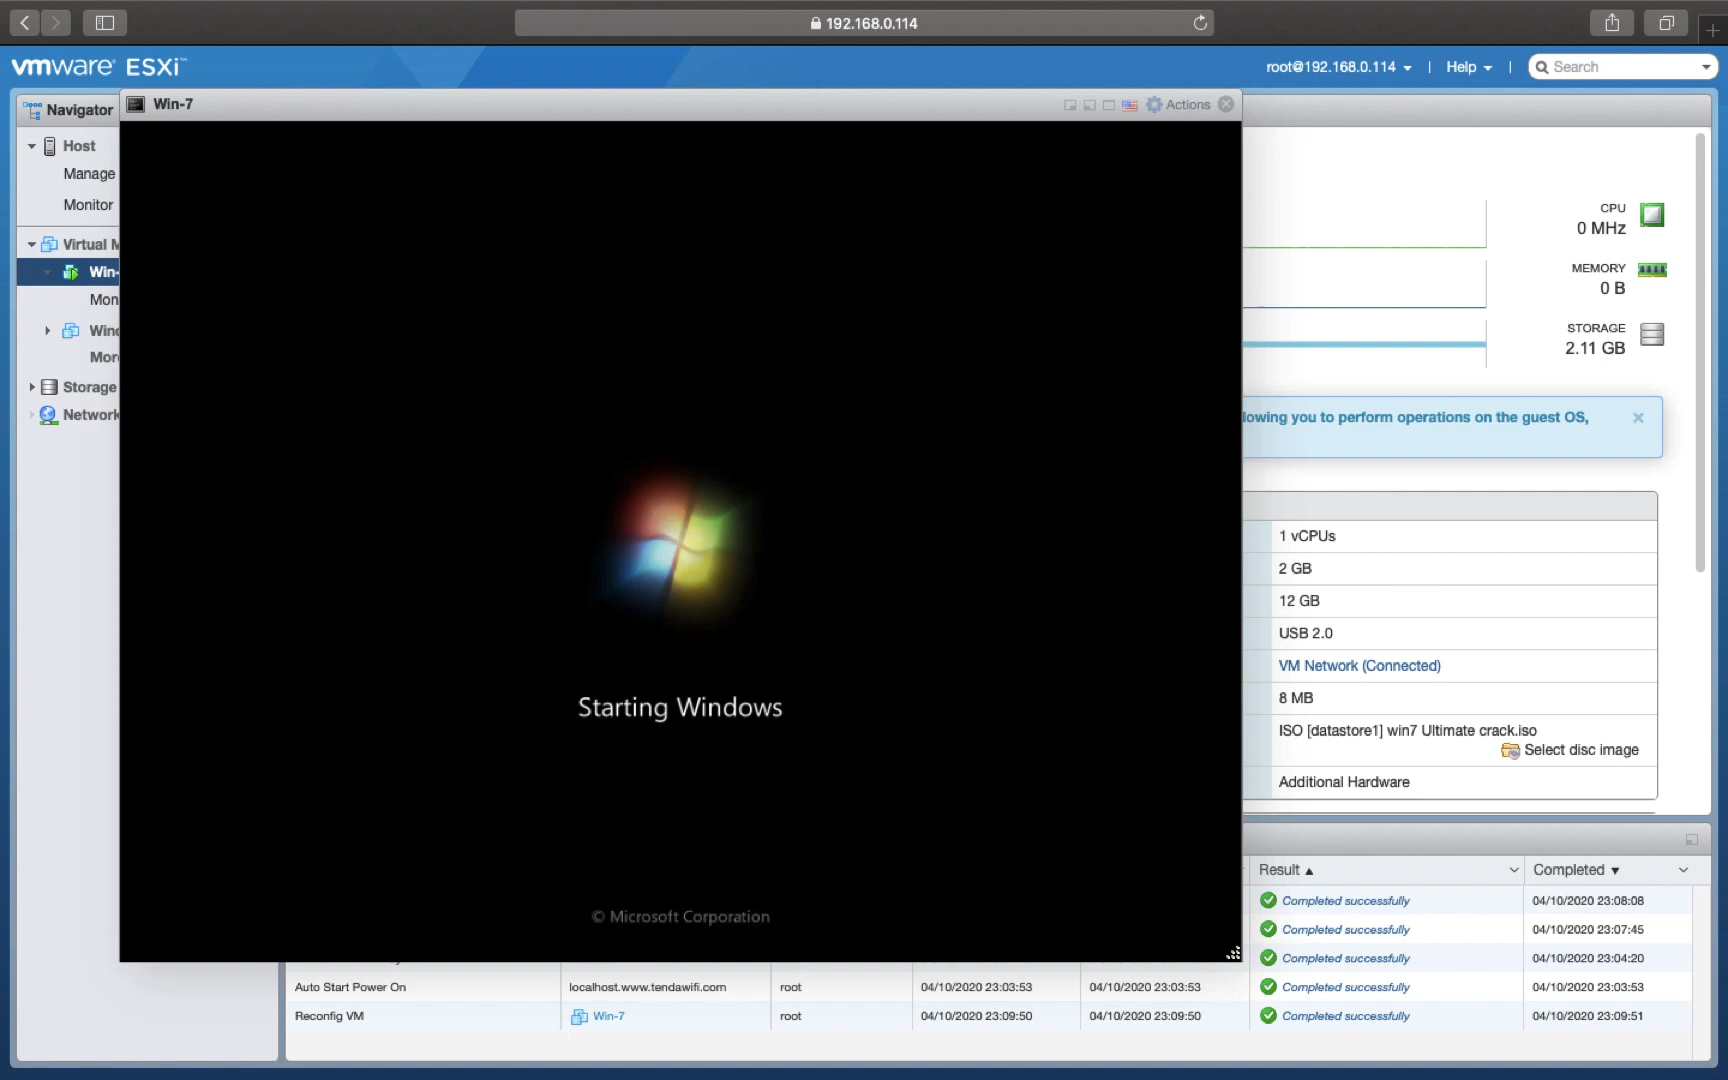 192.168.0.114
vmware ESXi™
root@192.168.0.114
|
Help
|
Search
Navigator
Win-7
Actions
Host
Manage
Monitor
Virtual M
Win-
Mon
Wind
More
Storage
Network
CPU
0 MHz
MEMORY
0 B
STORAGE
2.11 GB
lowing you to perform operations on the guest OS,
Starting Windows
© Microsoft Corporation
1 vCPUs
2 GB
12 GB
USB 2.0
VM Network (Connected)
8 MB
ISO [datastore1] win7 Ultimate crack.iso
Select disc image
Additional Hardware
Result Completed
Completed successfully 04/10/2020 23:08:08
Completed successfully 04/10/2020 23:07:45
Completed successfully 04/10/2020 23:04:20
Auto Start Power On localhost.www.tendawifi.com root 04/10/2020 23:03:53 04/10/2020 23:03:53 Completed successfully 04/10/2020 23:03:53
Reconfig VM Win-7 root 04/10/2020 23:09:50 04/10/2020 23:09:50 Completed successfully 04/10/2020 23:09:51